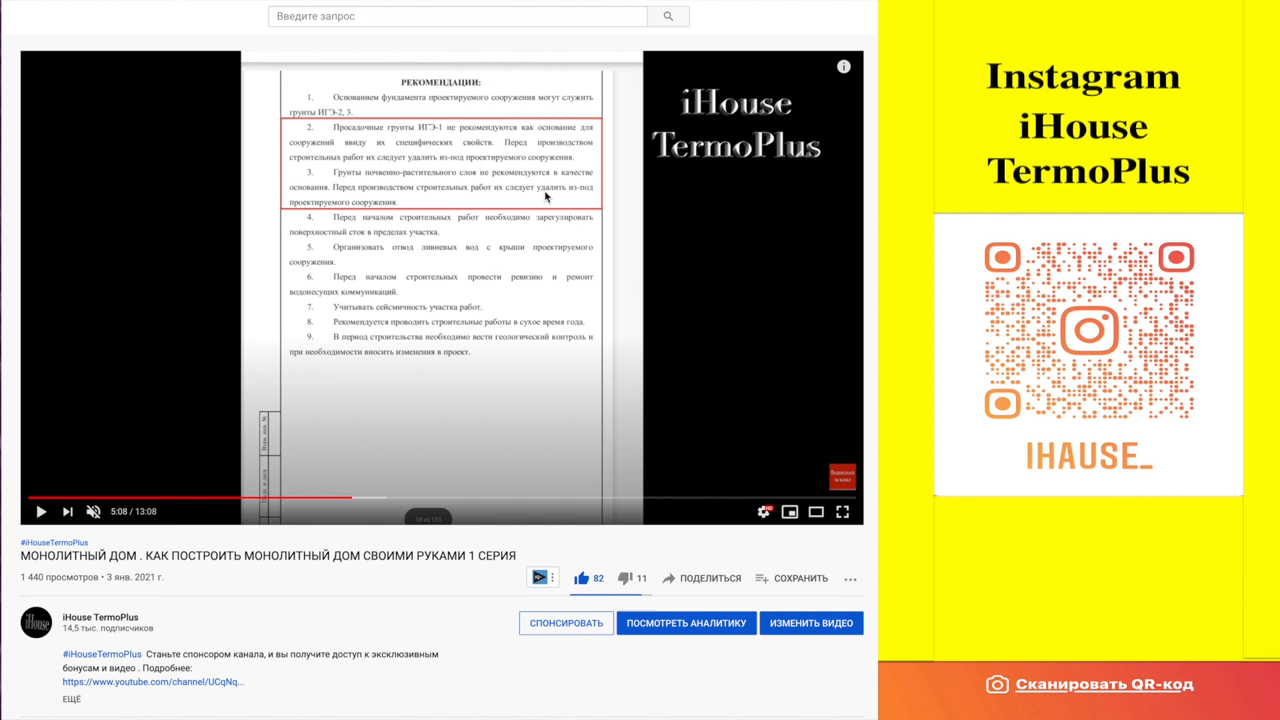 Введите запрос
РЕКОМЕНДАЦИИ:
1. Основанием фундамента проектируемого сооружения могут служить
грунты ИГЭ-2, 3.
2. Просадочные грунты ИГЭ-1 не рекомендуются как основание для
сооружений ввиду их специфических свойств. Перед производством
строительных работ их следует удалить из-под проектируемого сооружения.
3. Грунты почвенно-растительного слоя не рекомендуются в качестве
основания. Перед производством строительных работ их следует удалить из-под
проектируемого сооружения.
4. Перед началом строительных работ необходимо зарегулировать
поверхностный сток в пределах участка.
5. Организовать отвод ливневых вод с крыши проектируемого
сооружения.
6. Перед началом строительных провести ревизию и ремонт
водонесущих коммуникаций.
7. Учитывать сейсмичность участка работ.
8. Рекомендуется проводить строительные работы в сухое время года.
9. В период строительства необходимо вести геологический контроль и
при необходимости вносить изменения в проект.
iHouse
TermoPlus
5:08 / 13:08
HD
#iHouseTermoPlus
МОНОЛИТНЫЙ ДОМ . КАК ПОСТРОИТЬ МОНОЛИТНЫЙ ДОМ СВОИМИ РУКАМИ 1 СЕРИЯ
1 440 просмотров • 3 янв. 2021 г.
82
11
ПОДЕЛИТЬСЯ
СОХРАНИТЬ
iHouse
iHouse TermoPlus
14,5 тыс. подписчиков
СПОНСИРОВАТЬ
ПОСМОТРЕТЬ АНАЛИТИКУ
ИЗМЕНИТЬ ВИДЕО
#iHouseTermoPlus Станьте спонсором канала, и вы получите доступ к эксклюзивным
бонусам и видео . Подробнее:
https://www.youtube.com/channel/UCqNq...
ЕЩЁ
Instagram
iHouse
TermoPlus
IHAUSE_
Сканировать QR-код